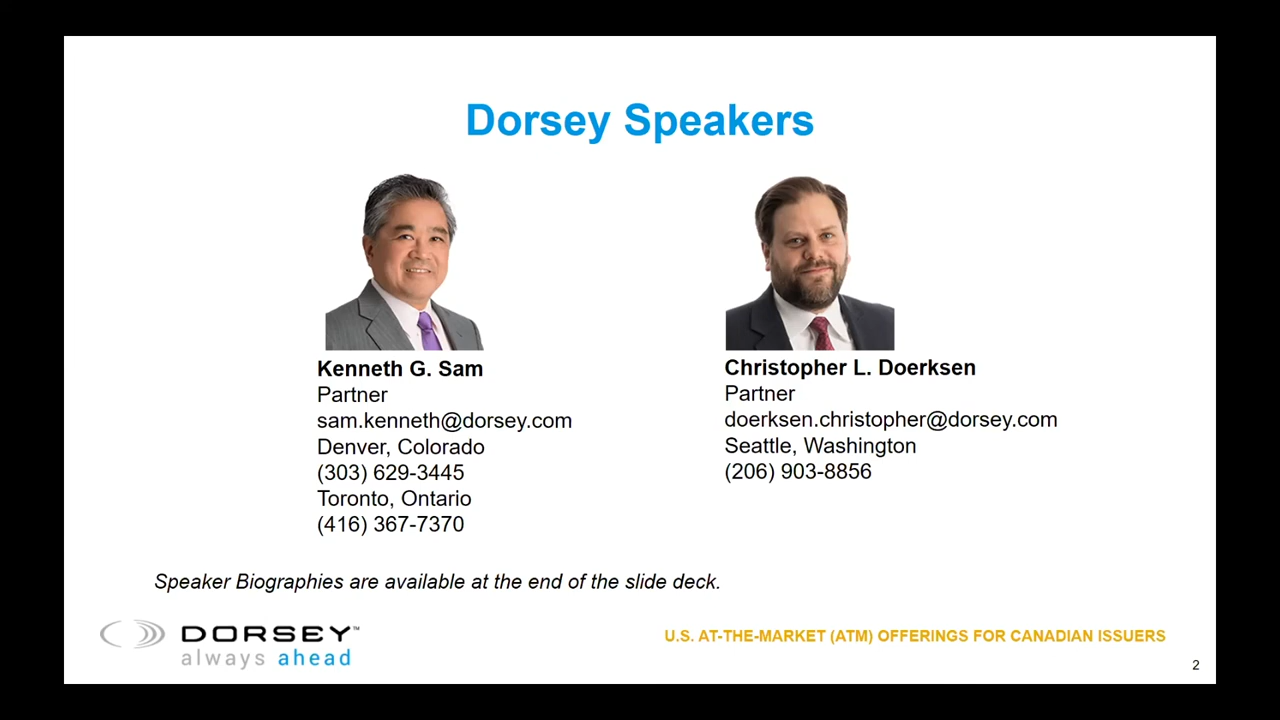 Dorsey Speakers
Kenneth G. Sam
Partner
sam.kenneth@dorsey.com
Denver, Colorado
(303) 629-3445
Toronto, Ontario
(416) 367-7370
Christopher L. Doerksen
Partner
doerksen.christopher@dorsey.com
Seattle, Washington
(206) 903-8856
Speaker Biographies are available at the end of the slide deck.
DORSEY™
always ahead
U.S. AT-THE-MARKET (ATM) OFFERINGS FOR CANADIAN ISSUERS
2